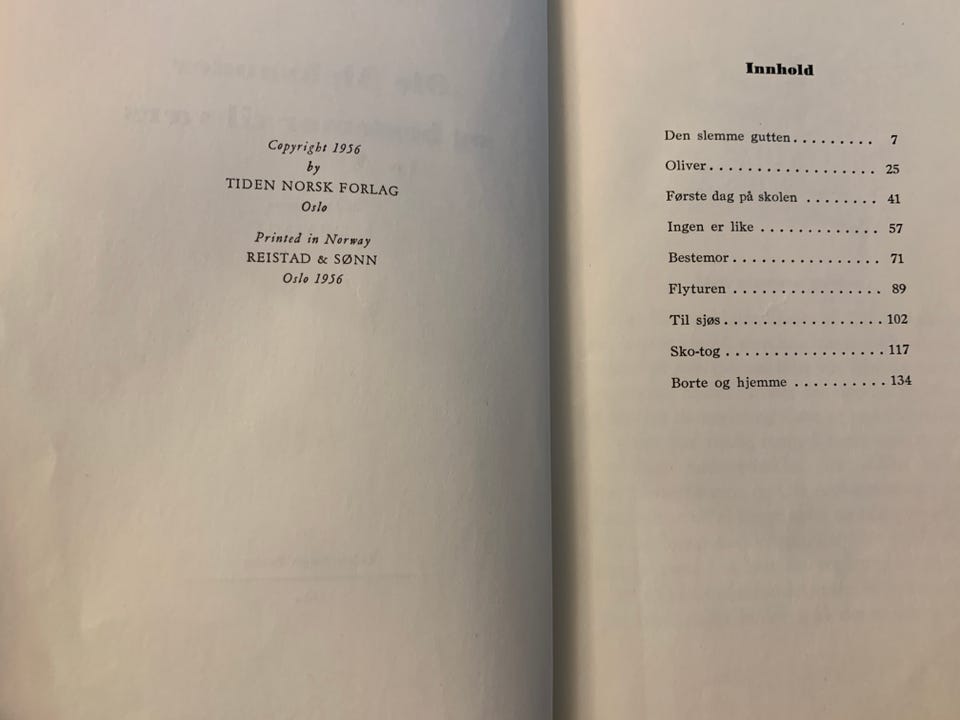 Copyright 1956
by
TIDEN NORSK FORLAG
Oslo
Printed in Norway
REISTAD & SØNN
Oslo 1956
Innhold
Den slemme gutten......... 7
Oliver.................. 25
Første dag på skolen ........ 41
Ingen er like ............. 57
Bestemor................ 71
Flyturen ................ 89
Til sjøs................. 102
Sko-tog ................. 117
Borte og hjemme .......... 134